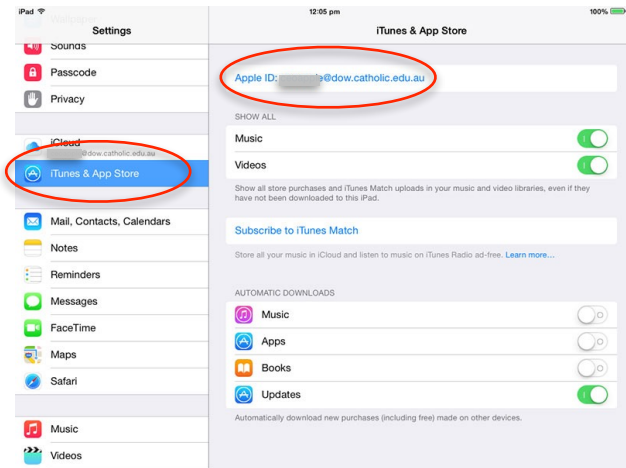 iPad
12:05 pm
100%
Settings
iTunes & App Store
Sounds
Passcode
Privacy
iCloud
@dow.catholic.edu.au
iTunes & App Store
Mail, Contacts, Calendars
Notes
Reminders
Messages
FaceTime
Maps
Safari
Music
Videos
Apple ID: e@dow.catholic.edu.au
SHOW ALL
Music
Videos
Show all store purchases and iTunes Match uploads in your music and video libraries, even if they
have not been downloaded to this iPad.
Subscribe to iTunes Match
Store all your music in iCloud and listen to music on iTunes Radio ad-free. Learn more...
AUTOMATIC DOWNLOADS
Music
Apps
Books
Updates
Automatically download new purchases (including free) made on other devices.